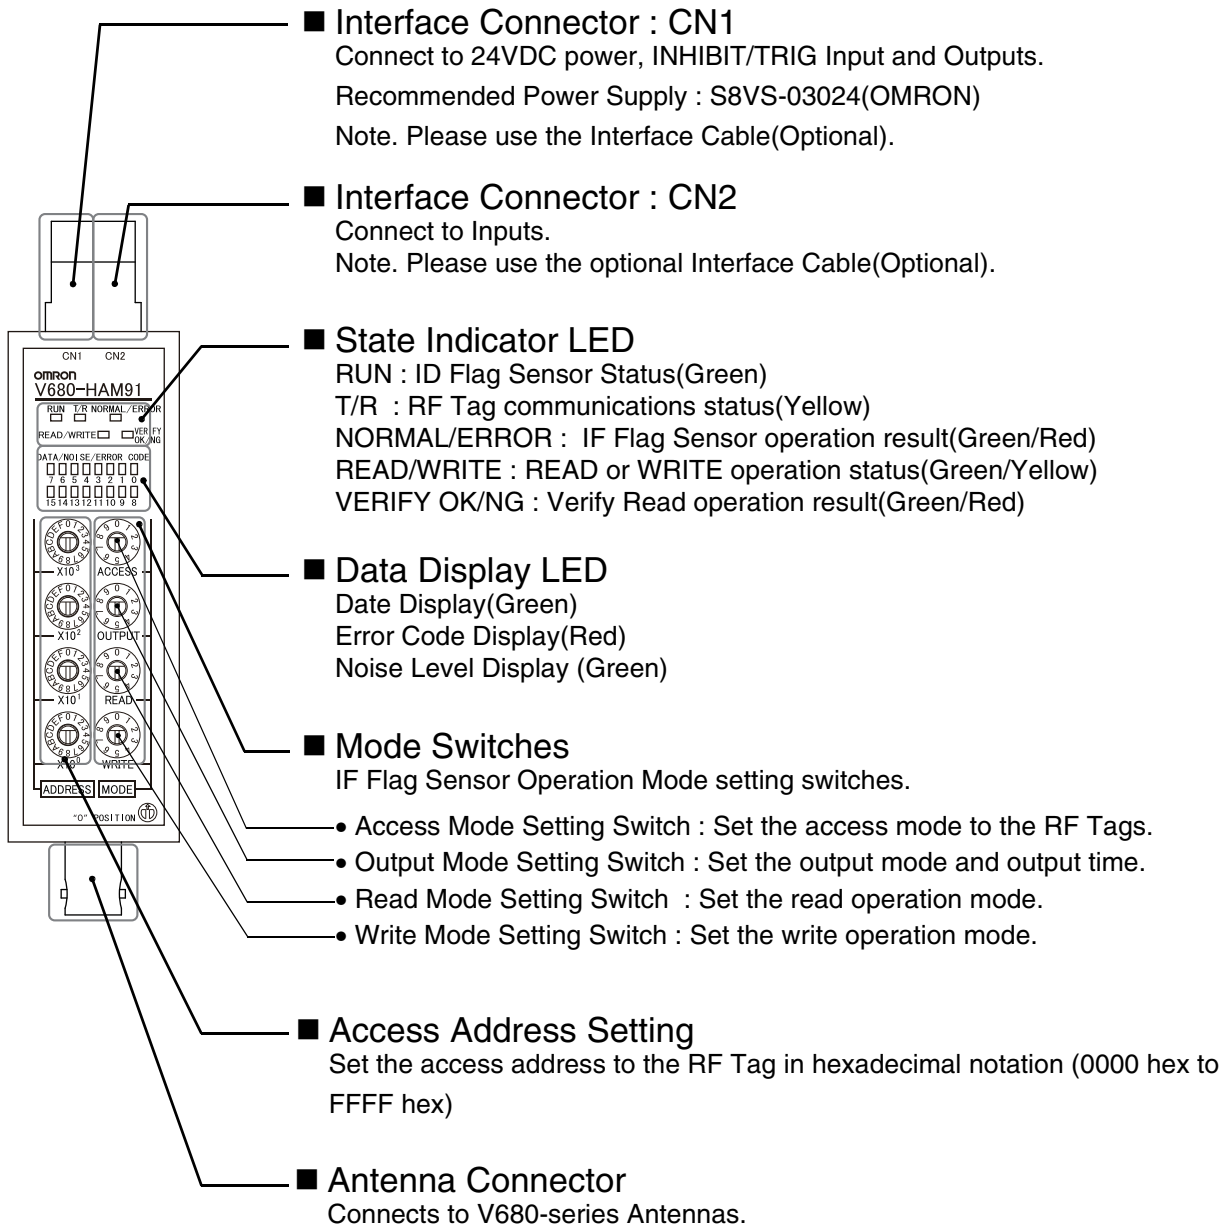 ■ Interface Connector : CN1
Connect to 24VDC power, INHIBIT/TRIG Input and Outputs.
Recommended Power Supply : S8VS-03024(OMRON)
Note. Please use the Interface Cable(Optional).
■ Interface Connector : CN2
Connect to Inputs.
Note. Please use the optional Interface Cable(Optional).
■ State Indicator LED
RUN : ID Flag Sensor Status(Green)
T/R : RF Tag communications status(Yellow)
NORMAL/ERROR : IF Flag Sensor operation result(Green/Red)
READ/WRITE : READ or WRITE operation status(Green/Yellow)
VERIFY OK/NG : Verify Read operation result(Green/Red)
■ Data Display LED
Date Display(Green)
Error Code Display(Red)
Noise Level Display (Green)
■ Mode Switches
IF Flag Sensor Operation Mode setting switches.
• Access Mode Setting Switch : Set the access mode to the RF Tags.
• Output Mode Setting Switch : Set the output mode and output time.
• Read Mode Setting Switch : Set the read operation mode.
• Write Mode Setting Switch : Set the write operation mode.
■ Access Address Setting
Set the access address to the RF Tag in hexadecimal notation (0000 hex to
FFFF hex)
■ Antenna Connector
Connects to V680-series Antennas.
CN1 CN2
OMRON
V680-HAM91
RUN T/R NORMAL/ERROR
READ/WRITE VERIFY
OK/NG
DATA/NOISE/ERROR CODE
7 6 5 4 3 2 1 0
15 14 13 12 11 10 9 8
X10³ ACCESS
X10² OUTPUT
X10¹ READ
X10⁰ WRITE
ADDRESS MODE
"0" POSITION